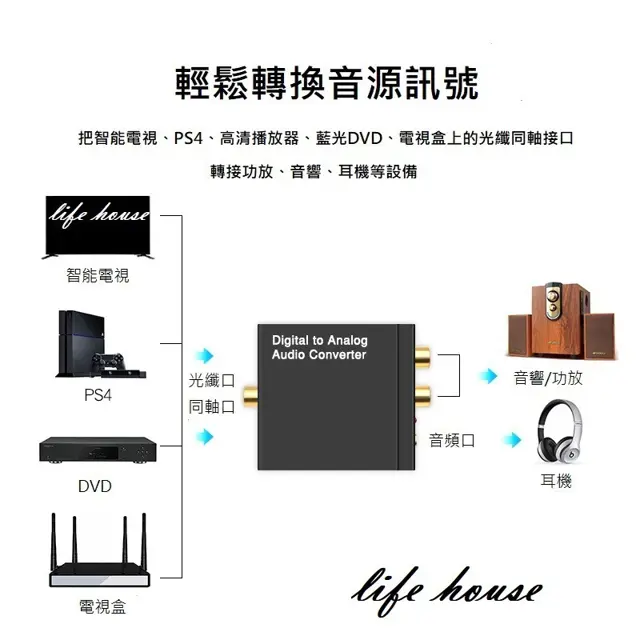 輕鬆轉換音源訊號
把智能電視、PS4、高清播放器、藍光DVD、電視盒上的光纖同軸接口
轉接功放、音響、耳機等設備
life house
智能電視
PS4
DVD
電視盒
光纖口
同軸口
Digital to Analog
Audio Converter
音頻口
音響/功放
耳機
life house